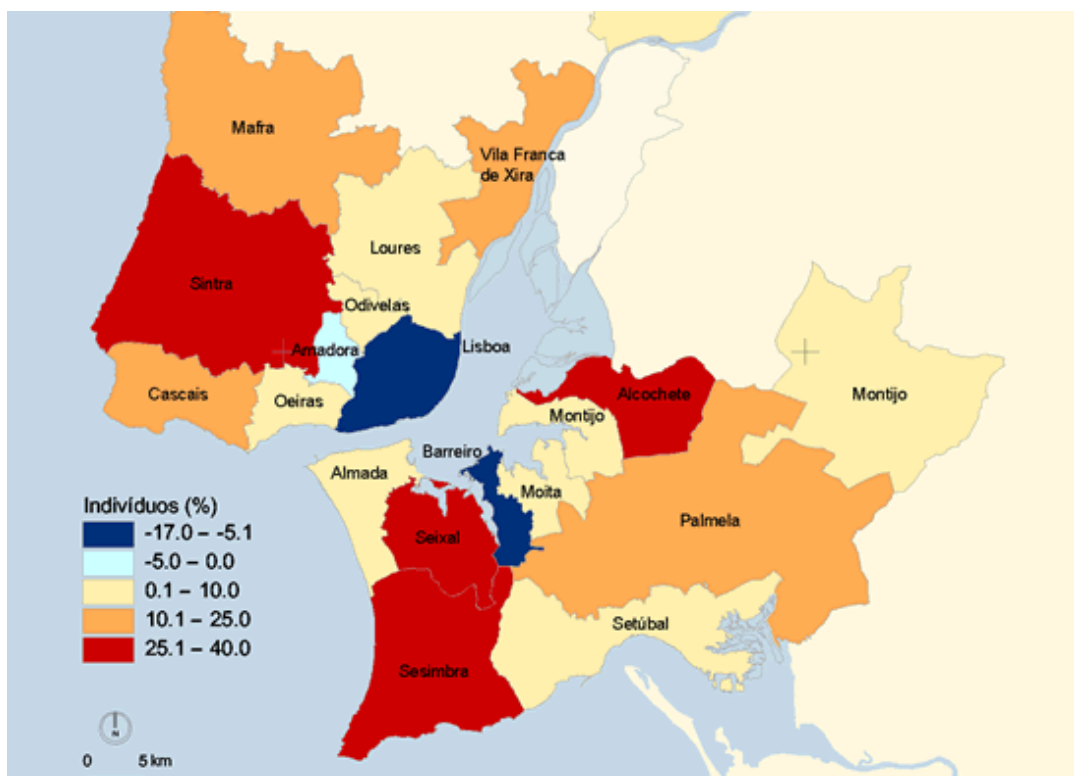 Mafra
Vila Franca
de Xira
Loures
Sintra
Odivelas
Lisboa
Amadora
Cascais
Oeiras
Alcochete
Montijo
Montijo
Barreiro
Almada
Moita
Palmela
Seixal
Setúbal
Sesimbra
Indivíduos (%)
-17.0 – -5.1
-5.0 – 0.0
0.1 – 10.0
10.1 – 25.0
25.1 – 40.0
N
0 5 km